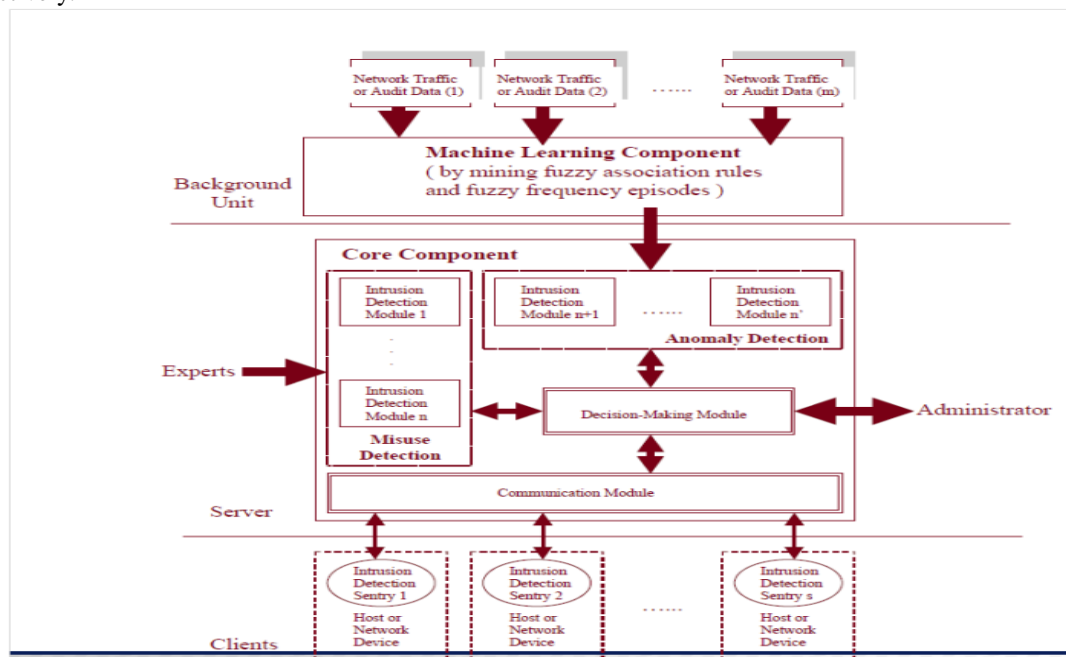 Network Traffic
or Audit Data (1)
Network Traffic
or Audit Data (2)
......
Network Traffic
or Audit Data (m)
Machine Learning Component
( by mining fuzzy association rules
and fuzzy frequency episodes )
Background
Unit
Core Component
Intrusion
Detection
Module 1
Intrusion
Detection
Module n+1
......
Intrusion
Detection
Module n'
Anomaly Detection
Experts
Intrusion
Detection
Module n
Misuse
Detection
Decision-Making Module
Administrator
Communication Module
Server
Intrusion
Detection
Sentry 1
Host or
Network
Device
Intrusion
Detection
Sentry 2
Host or
Network
Device
......
Intrusion
Detection
Sentry s
Host or
Network
Device
Clients